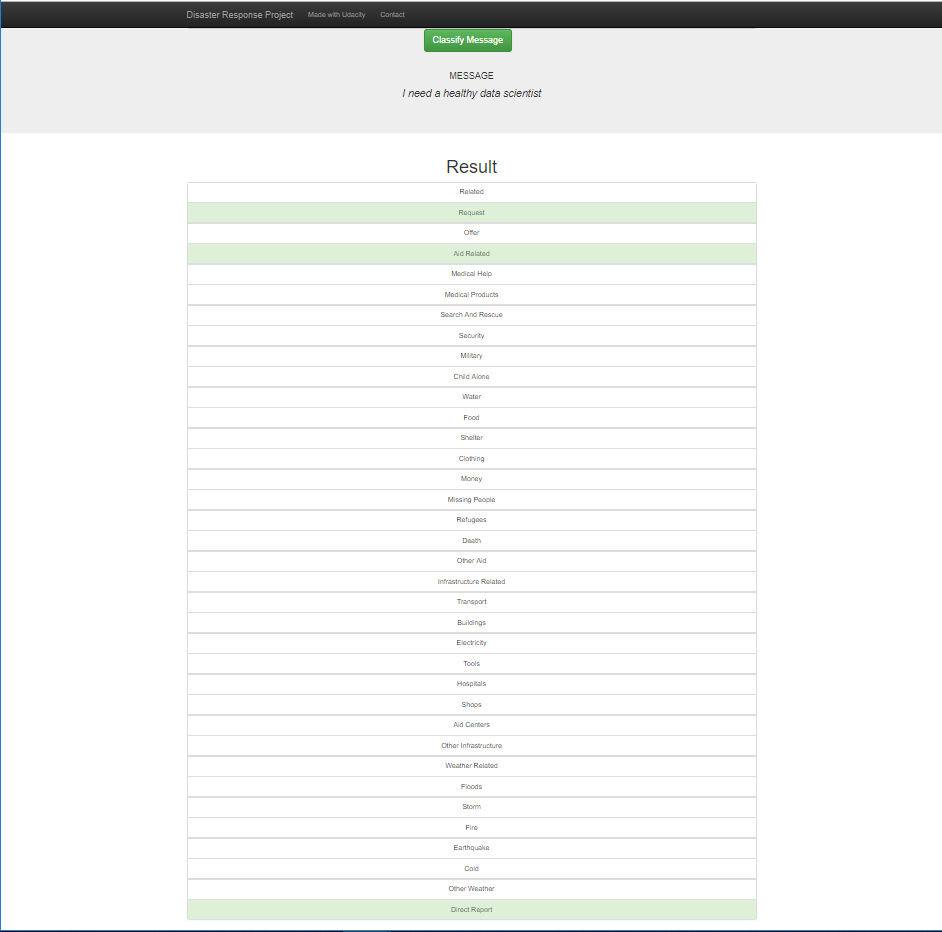 Disaster Response Project Made with Udacity Contact
Classify Message
MESSAGE
I need a healthy data scientist
Result
Related
Request
Offer
Aid Related
Medical Help
Medical Products
Search And Rescue
Security
Military
Child Alone
Water
Food
Shelter
Clothing
Money
Missing People
Refugees
Death
Other Aid
Infrastructure Related
Transport
Buildings
Electricity
Tools
Hospitals
Shops
Aid Centers
Other Infrastructure
Weather Related
Floods
Storm
Fire
Earthquake
Cold
Other Weather
Direct Report